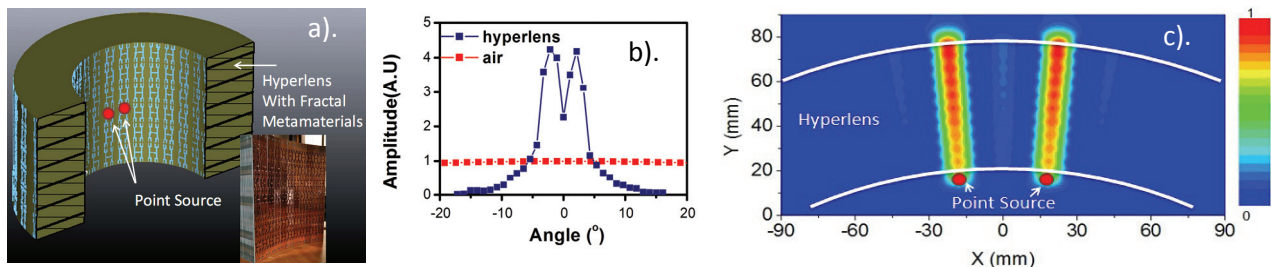 a).
Hyperlens
With Fractal
Metamaterials
Point Source
b).
hyperlens
air
Amplitude(A.U)
5
4
3
2
1
0
-20
-10
0
10
20
Angle (°)
c).
Y (mm)
80
60
40
20
0
Hyperlens
Point Source
-90
-60
-30
0
30
60
90
X (mm)
1
0